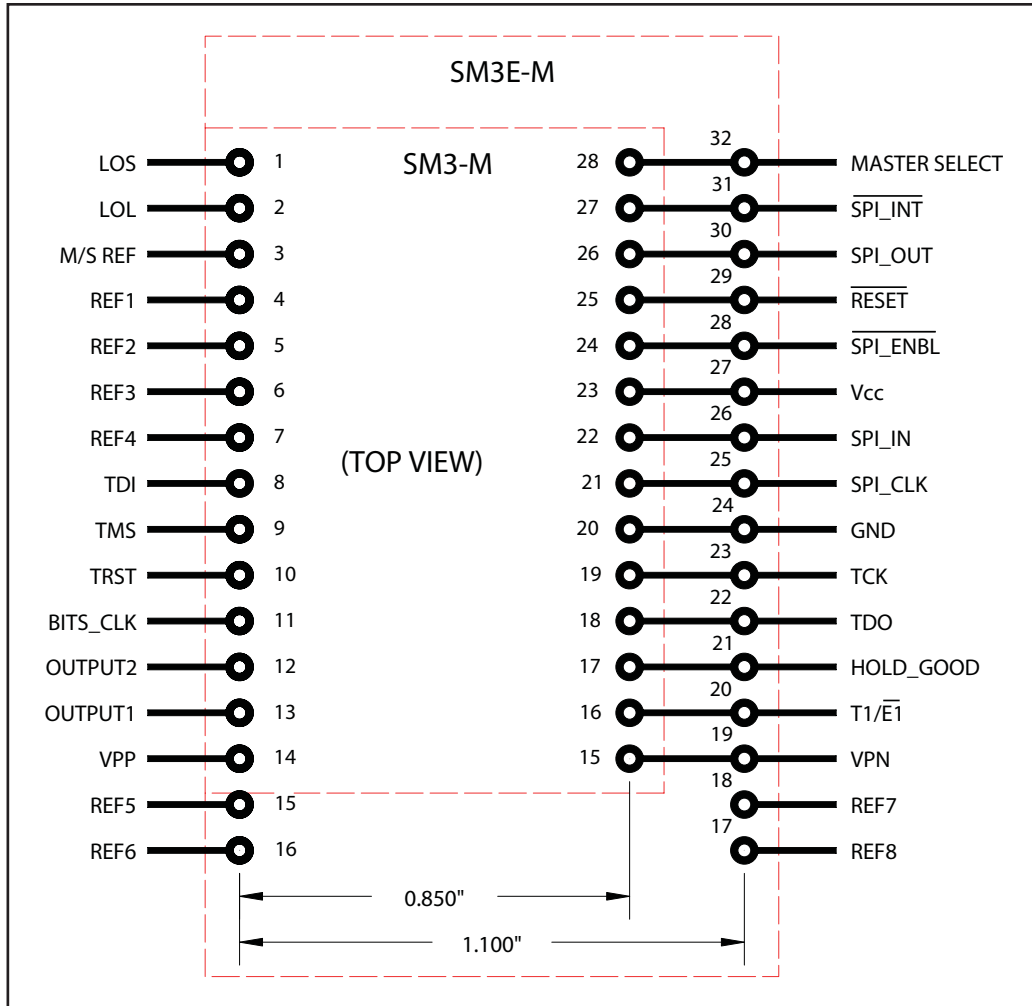 SM3E-M
SM3-M
32
LOS 1 28 MASTER SELECT
31
LOL 2 27 SPI_INT
30
M/S REF 3 26 SPI_OUT
29
REF1 4 25 RESET
28
REF2 5 24 SPI_ENBL
27
REF3 6 23 Vcc
26
REF4 7 22 SPI_IN
(TOP VIEW)
25
TDI 8 21 SPI_CLK
24
TMS 9 20 GND
23
TRST 10 19 TCK
22
BITS_CLK 11 18 TDO
21
OUTPUT2 12 17 HOLD_GOOD
20
OUTPUT1 13 16 T1/E1
19
VPP 14 15 VPN
18
REF5 15 REF7
17
REF6 16 REF8
0.850"
1.100"